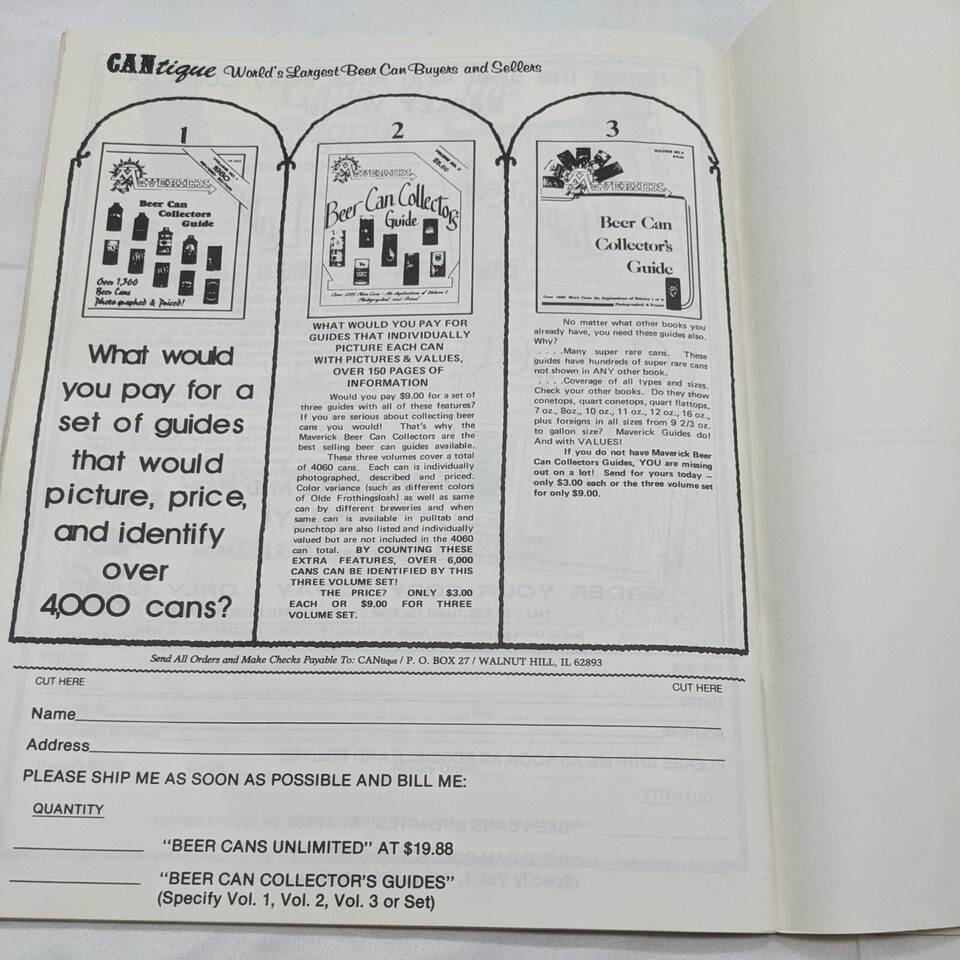 CANtique World's Largest Beer Can Buyers and Sellers
1
MAVERICK
1980
Beer Can
Collectors
Guide
Over 1,300
Beer Cans
Photographed & Priced!
What would
you pay for a
set of guides
that would
picture, price,
and identify
over
4,000 cans?
2
MAVERICK
Beer Can Collectors
Guide
WHAT WOULD YOU PAY FOR
GUIDES THAT INDIVIDUALLY
PICTURE EACH CAN
WITH PICTURES & VALUES,
OVER 150 PAGES OF
INFORMATION
Would you pay $9.00 for a set of
three guides with all of these features?
If you are serious about collecting beer
cans you would! That's why the
Maverick Beer Can Collectors are the
best selling beer can guides available.
These three volumes cover a total
of 4060 cans. Each can is individually
photographed, described and priced.
Color variance (such as different colors
of Olde Frothingslosh) as well as same
can by different breweries and when
same can is available in pulltab and
punchtop are also listed and individually
valued but are not included in the 4060
can total. BY COUNTING THESE
EXTRA FEATURES, OVER 6,000
CANS CAN BE IDENTIFIED BY THIS
THREE VOLUME SET!
THE PRICE? ONLY $3.00
EACH OR $9.00 FOR THREE
VOLUME SET.
3
MAVERICK
Beer Can
Collector's
Guide
No matter what other books you
already have, you need these guides also.
Why?
. . . .Many super rare cans. These
guides have hundreds of super rare cans
not shown in ANY other book.
. . . .Coverage of all types and sizes.
Check your other books. Do they show
conetops, quart conetops, quart flattops,
7 oz., 8oz., 10 oz., 11 oz., 12 oz., 16 oz.,
plus foreigns in all sizes from 9 2/3 oz.
to gallon size? Maverick Guides do!
And with VALUES!
If you do not have Maverick Beer
Can Collectors Guides, YOU are missing
out on a lot! Send for yours today —
only $3.00 each or the three volume set
for only $9.00.
Send All Orders and Make Checks Payable To: CANtique / P. O. BOX 27 / WALNUT HILL, IL 62893
CUT HERE CUT HERE
Name
Address
PLEASE SHIP ME AS SOON AS POSSIBLE AND BILL ME:
QUANTITY
"BEER CANS UNLIMITED" AT $19.88
"BEER CAN COLLECTOR'S GUIDES"
(Specify Vol. 1, Vol. 2, Vol. 3 or Set)